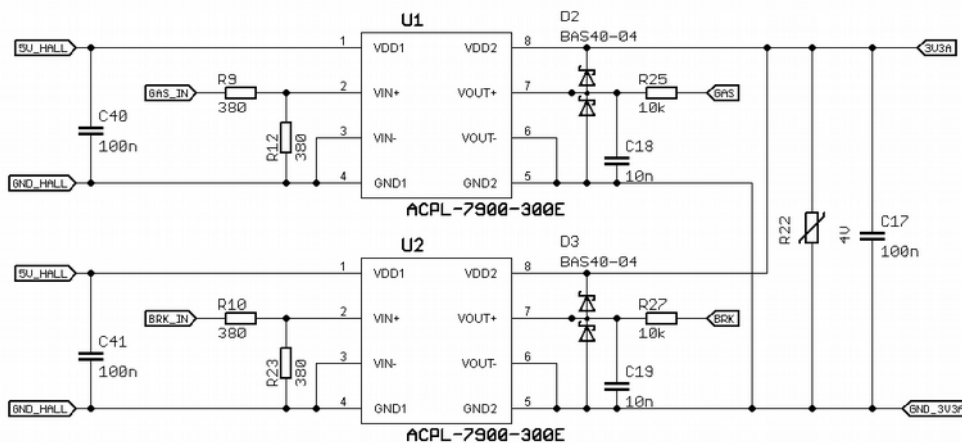 U1
D2
BAS40-04
5V_HALL
1
VDD1
VDD2
8
3V3A
R9
GAS_IN
380
2
VIN+
VOUT+
7
R25
10k
GAS
C40
100n
R12
380
3
VIN-
VOUT-
6
C18
10n
GND_HALL
4
GND1
GND2
5
ACPL-7900-300E
R22
4V
C17
100n
U2
D3
BAS40-04
5V_HALL
1
VDD1
VDD2
8
R10
BRK_IN
380
2
VIN+
VOUT+
7
R27
10k
BRK
C41
100n
R23
380
3
VIN-
VOUT-
6
C19
10n
GND_HALL
4
GND1
GND2
5
GND_3V3A
ACPL-7900-300E